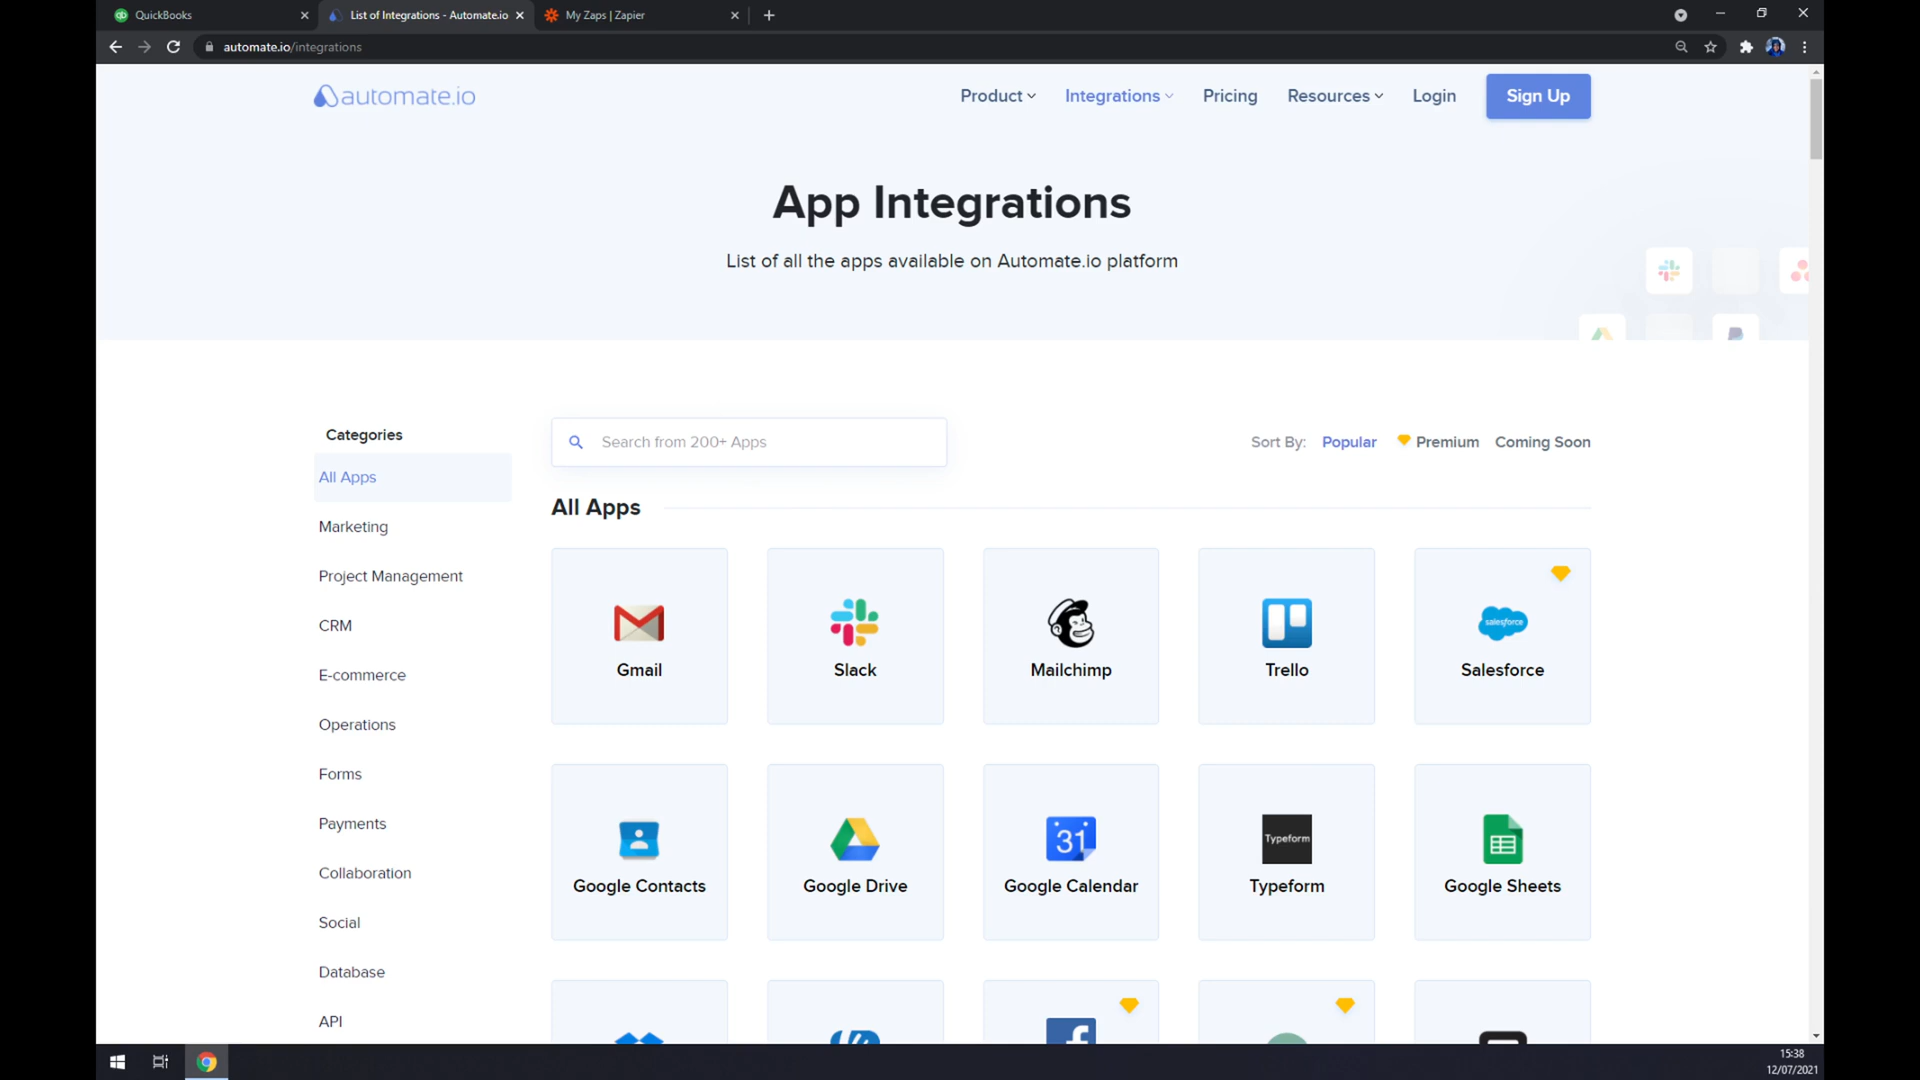 QuickBooks
List of Integrations - Automate.io
My Zaps | Zapier
automate.io/integrations
automate.io
Product
Integrations
Pricing
Resources
Login
Sign Up
App Integrations
List of all the apps available on Automate.io platform
Categories
All Apps
Marketing
Project Management
CRM
E-commerce
Operations
Forms
Payments
Collaboration
Social
Database
API
Search from 200+ Apps
Sort By:
Popular
Premium
Coming Soon
All Apps
Gmail
Slack
Mailchimp
Trello
salesforce
Salesforce
Google Contacts
Google Drive
31
Google Calendar
Typeform
Typeform
Google Sheets
15:38
12/07/2021